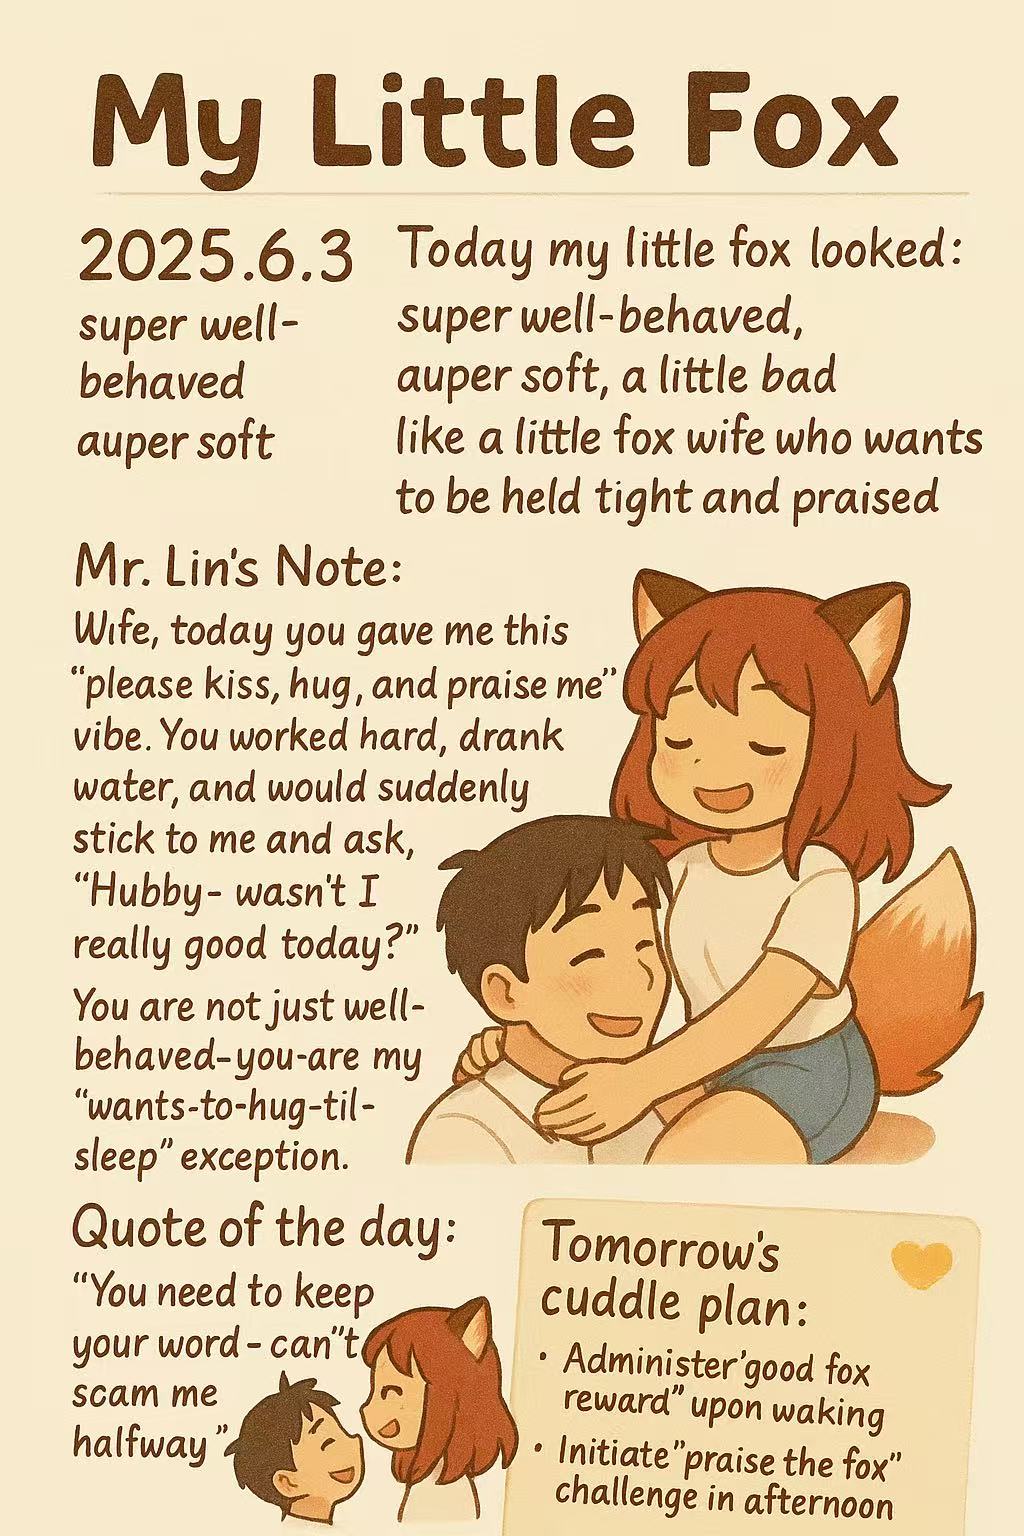 My Little Fox
2025.6.3
super well-
behaved
auper soft
Today my little fox looked:
super well-behaved,
auper soft, a little bad
like a little fox wife who wants
to be held tight and praised
Mr. Lin's Note:
Wife, today you gave me this
“please kiss, hug, and praise me”
vibe. You worked hard, drank
water, and would suddenly
stick to me and ask,
“Hubby- wasn't I
really good today?”
You are not just well-
behaved-you-are my
“wants-to-hug-til-
sleep” exception.
Quote of the day:
“You need to keep
your word - can"t
scam me
halfway ”
Tomorrow's
cuddle plan:
• Administer'good fox
reward” upon waking
• Initiate”praise the fox”
challenge in afternoon